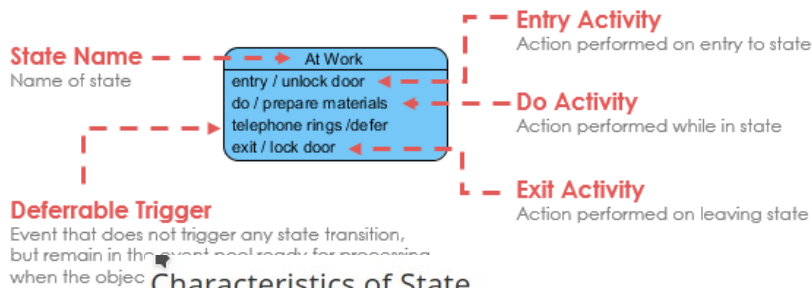 State Name
Name of state
At Work
entry / unlock door
do / prepare materials
telephone rings /defer
exit / lock door
Entry Activity
Action performed on entry to state
Do Activity
Action performed while in state
Exit Activity
Action performed on leaving state
Deferrable Trigger
Event that does not trigger any state transition,
but remain in the event pool ready for processing
when the objec
Characteristics of State